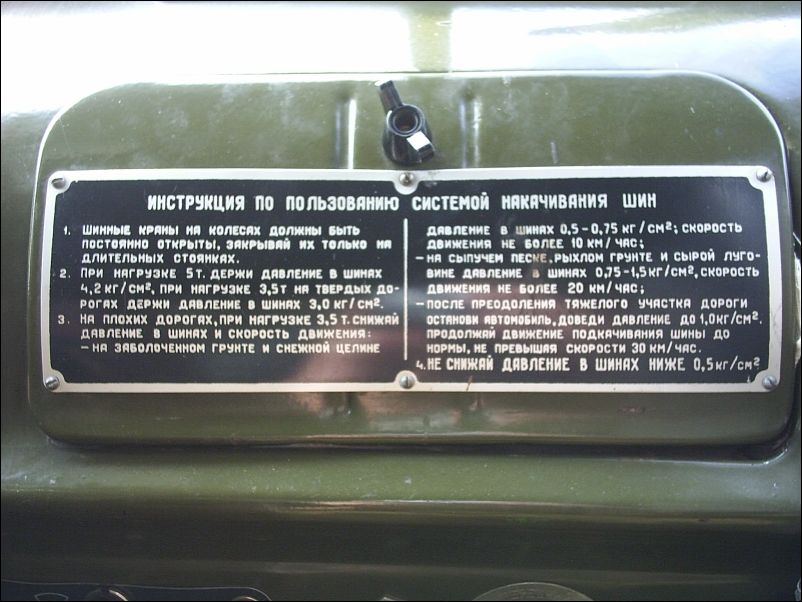 ИНСТРУКЦИЯ ПО ПОЛЬЗОВАНИЮ СИСТЕМОЙ НАКАЧИВАНИЯ ШИН
1. ШИННЫЕ КРАНЫ НА КОЛЕСАХ ДОЛЖНЫ БЫТЬ
ПОСТОЯННО ОТКРЫТЫ, ЗАКРЫВАЙ ИХ ТОЛЬКО НА
ДЛИТЕЛЬНЫХ СТОЯНКАХ.
2. ПРИ НАГРУЗКЕ 5 Т. ДЕРЖИ ДАВЛЕНИЕ В ШИНАХ
4,2 КГ/СМ², ПРИ НАГРУЗКЕ 3,5 Т НА ТВЕРДЫХ ДО-
РОГАХ ДЕРЖИ ДАВЛЕНИЕ В ШИНАХ 3,0 КГ/СМ².
3. НА ПЛОХИХ ДОРОГАХ, ПРИ НАГРУЗКЕ 3,5 Т. СНИЖАЙ
ДАВЛЕНИЕ В ШИНАХ И СКОРОСТЬ ДВИЖЕНИЯ:
– НА ЗАБОЛОЧЕННОМ ГРУНТЕ И СНЕЖНОЙ ЦЕЛИНЕ
ДАВЛЕНИЕ В ШИНАХ 0,5-0,75 КГ/СМ²; СКОРОСТЬ
ДВИЖЕНИЯ НЕ БОЛЕЕ 10 КМ/ЧАС;
– НА СЫПУЧЕМ ПЕСКЕ, РЫХЛОМ ГРУНТЕ И СЫРОЙ ЛУГО-
ВИНЕ ДАВЛЕНИЕ В ШИНАХ 0,75-1,5 КГ/СМ², СКОРОСТЬ
ДВИЖЕНИЯ НЕ БОЛЕЕ 20 КМ/ЧАС;
– ПОСЛЕ ПРЕОДОЛЕНИЯ ТЯЖЕЛОГО УЧАСТКА ДОРОГИ
ОСТАНОВИ АВТОМОБИЛЬ, ДОВЕДИ ДАВЛЕНИЕ ДО 1,0 КГ/СМ².
ПРОДОЛЖАЙ ДВИЖЕНИЕ ПОДКАЧИВАЯ ШИНЫ ДО
НОРМЫ, НЕ ПРЕВЫШАЯ СКОРОСТИ 30 КМ/ЧАС.
4. НЕ СНИЖАЙ ДАВЛЕНИЕ В ШИНАХ НИЖЕ 0,5 КГ/СМ²